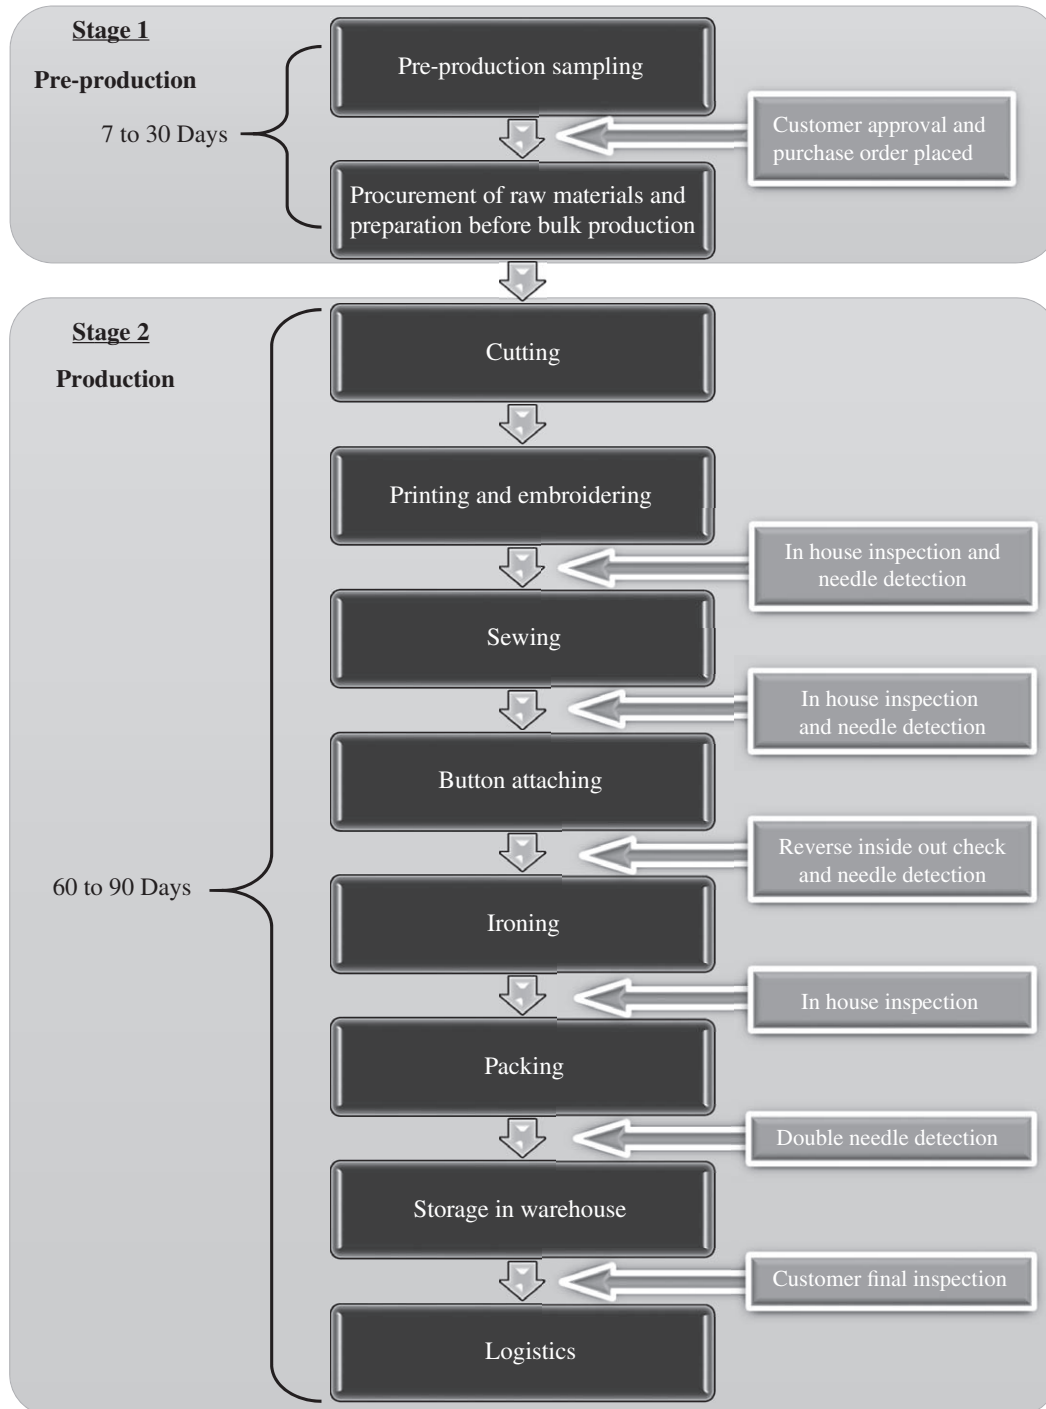 Stage 1
Pre-production
7 to 30 Days
Pre-production sampling
Customer approval and
purchase order placed
Procurement of raw materials and
preparation before bulk production
Stage 2
Production
60 to 90 Days
Cutting
Printing and embroidering
In house inspection and
needle detection
Sewing
In house inspection
and needle detection
Button attaching
Reverse inside out check
and needle detection
Ironing
In house inspection
Packing
Double needle detection
Storage in warehouse
Customer final inspection
Logistics